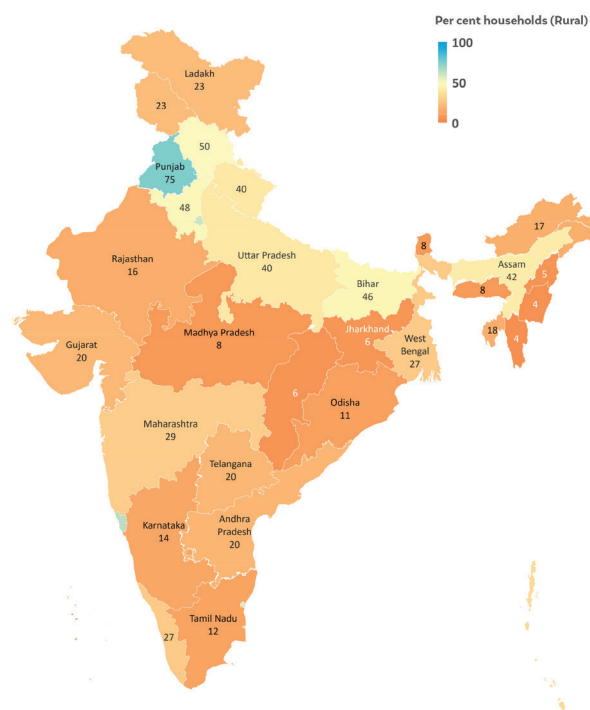 Per cent households (Rural)
100
50
0
Ladakh
23
23
50
Punjab
75
40
48
17
8
Rajasthan
16
Uttar Pradesh
40
Assam
42
5
Bihar
46
8
4
Madhya Pradesh
8
Jharkhand
6
18
4
West
Bengal
27
Gujarat
20
6
Odisha
11
Maharashtra
29
Telangana
20
Karnataka
14
Andhra
Pradesh
20
Tamil Nadu
12
27